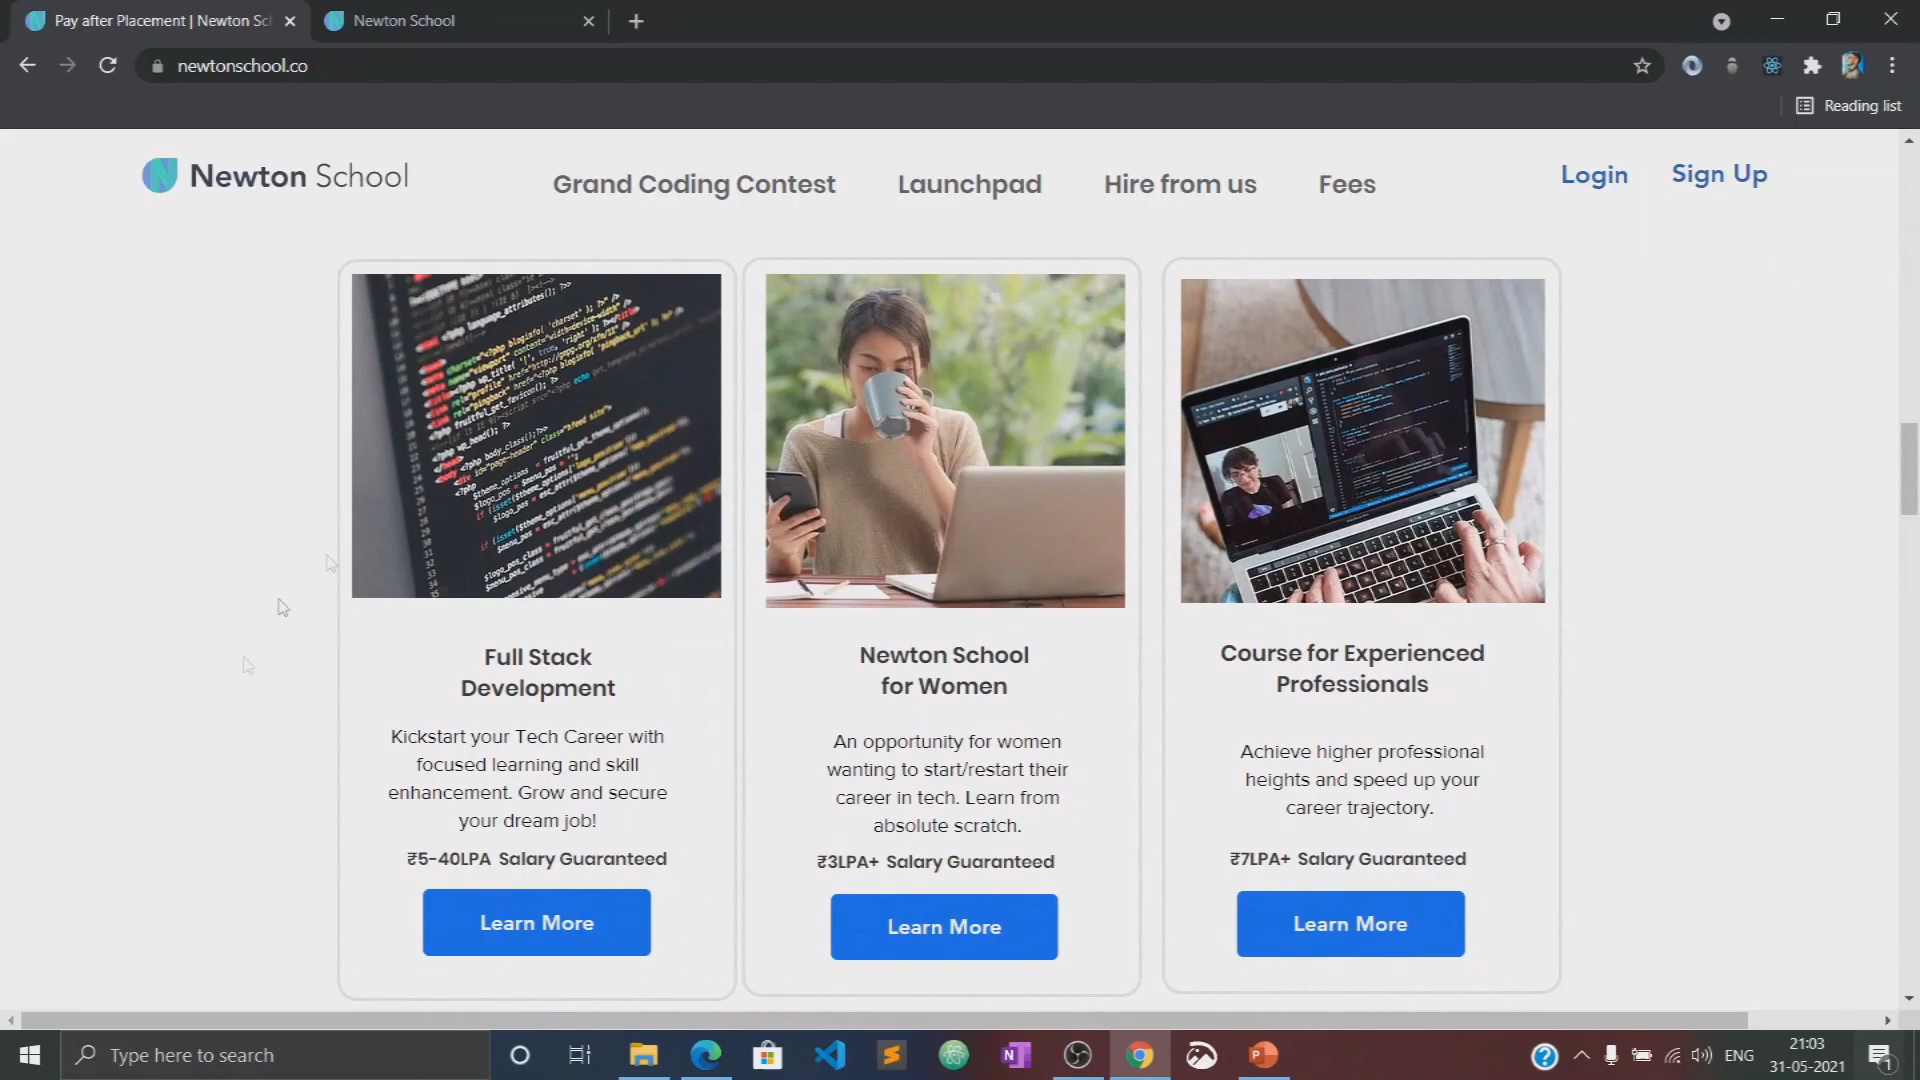 Pay after Placement | Newton Sc
Newton School
newtonschool.co
Reading list
Newton School
Grand Coding Contest
Launchpad
Hire from us
Fees
Login
Sign Up
Full Stack
Development
Kickstart your Tech Career with
focused learning and skill
enhancement. Grow and secure
your dream job!
₹5-40LPA Salary Guaranteed
Learn More
Newton School
for Women
An opportunity for women
wanting to start/restart their
career in tech. Learn from
absolute scratch.
₹3LPA+ Salary Guaranteed
Learn More
Course for Experienced
Professionals
Achieve higher professional
heights and speed up your
career trajectory.
₹7LPA+ Salary Guaranteed
Learn More
Type here to search
ENG
21:03
31-05-2021
1